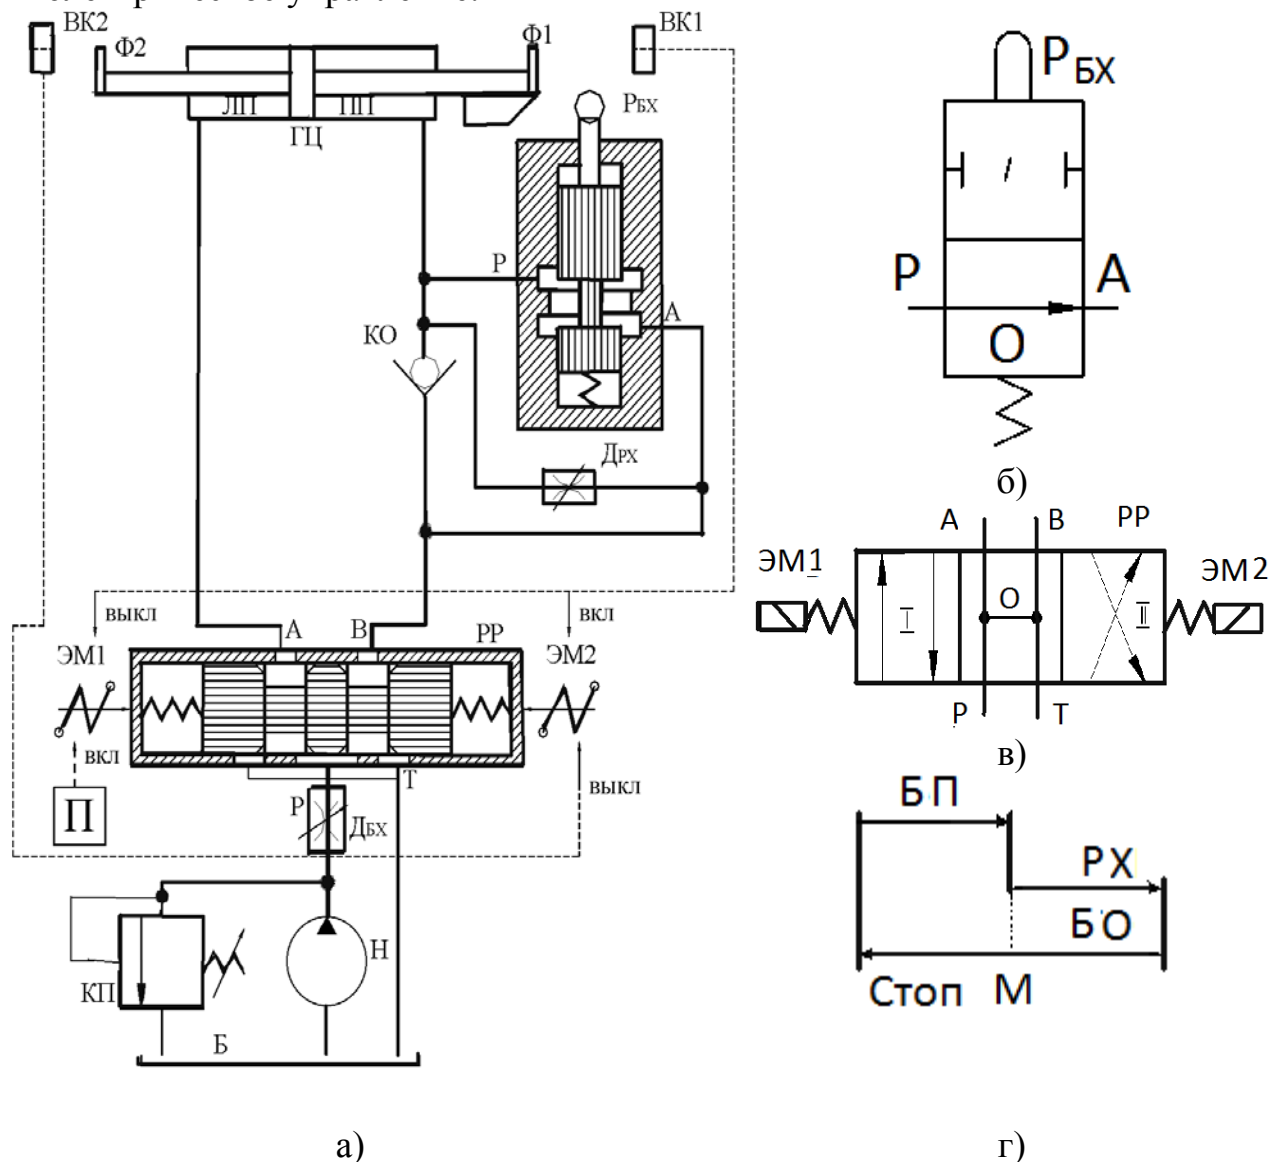 ВК2
Ф2
Ф1
ВК1
ЛП
ПП
ГЦ
РБХ
Р
А
КО
ДРХ
выкл
вкл
А
В
РР
ЭМ1
ЭМ2
вкл
Т
выкл
П
Р
ДБХ
Н
КП
Б
а)
РБХ
Р
А
О
б)
А
В
РР
ЭМ1
ЭМ2
I
О
II
Р
Т
в)
БП
РХ
БО
Стоп
М
г)